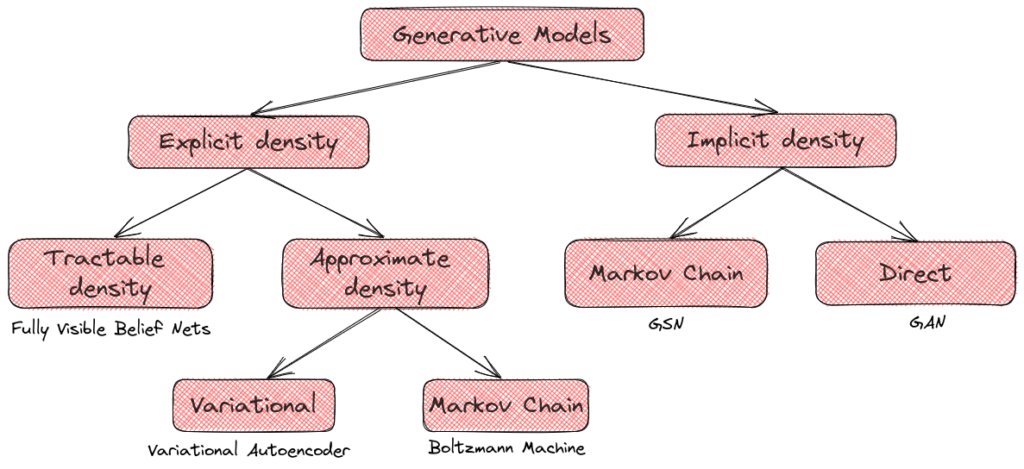 Generative Models
Explicit density
Implicit density
Tractable
density
Approximate
density
Markov Chain
Direct
Fully Visible Belief Nets
GSN
GAN
Variational
Markov Chain
Variational Autoencoder
Boltzmann Machine